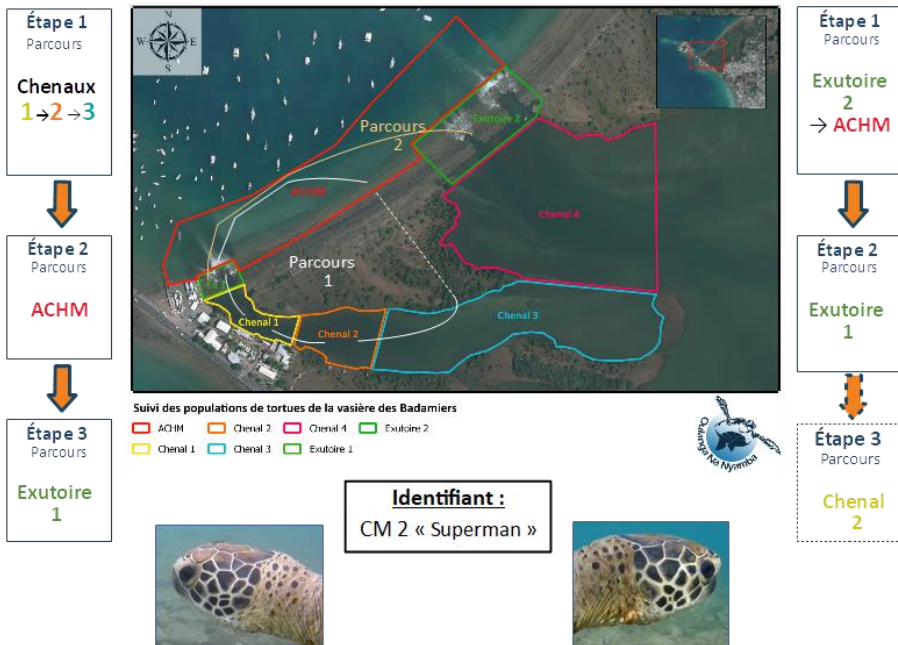 Étape 1
Parcours
Chenaux
1→2→3
Étape 2
Parcours
ACHM
Étape 3
Parcours
Exutoire
1
N
W E
S
Parcours
2
Exutoire 2
ACHM
Chenal 4
Parcours
1
Chenal 1
Chenal 2
Chenal 3
Suivi des populations de tortues de la vasière des Badamiers
ACHM Chenal 2 Chenal 4 Exutoire 2
Chenal 1 Chenal 3 Exutoire 1
Oulanga Na Nyamba
Identifiant :
CM 2 « Superman »
Étape 1
Parcours
Exutoire
2
→ ACHM
Étape 2
Parcours
Exutoire
1
Étape 3
Parcours
Chenal
2